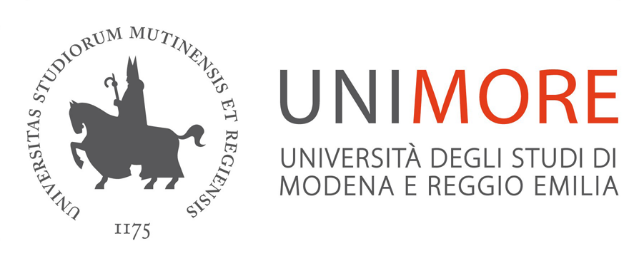 UNIVERSITAS STUDIORUM MUTINENSIS ET REGIENSIS
1175
UNIMORE
UNIVERSITÀ DEGLI STUDI DI
MODENA E REGGIO EMILIA